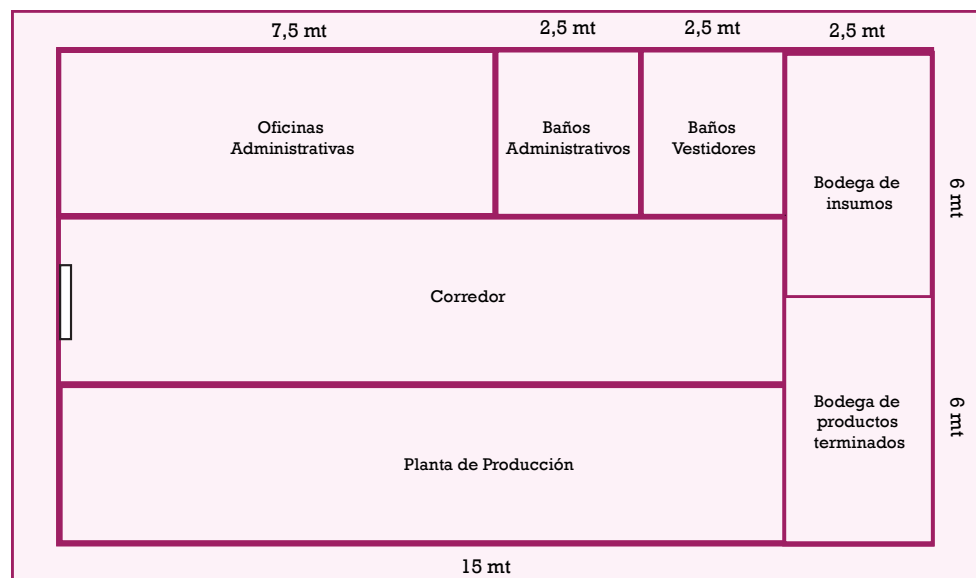 7,5 mt
2,5 mt
2,5 mt
2,5 mt
Oficinas
Administrativas
Baños
Administrativos
Baños
Vestidores
Bodega de
insumos
6 mt
Corredor
Bodega de
productos
terminados
6 mt
Planta de Producción
15 mt